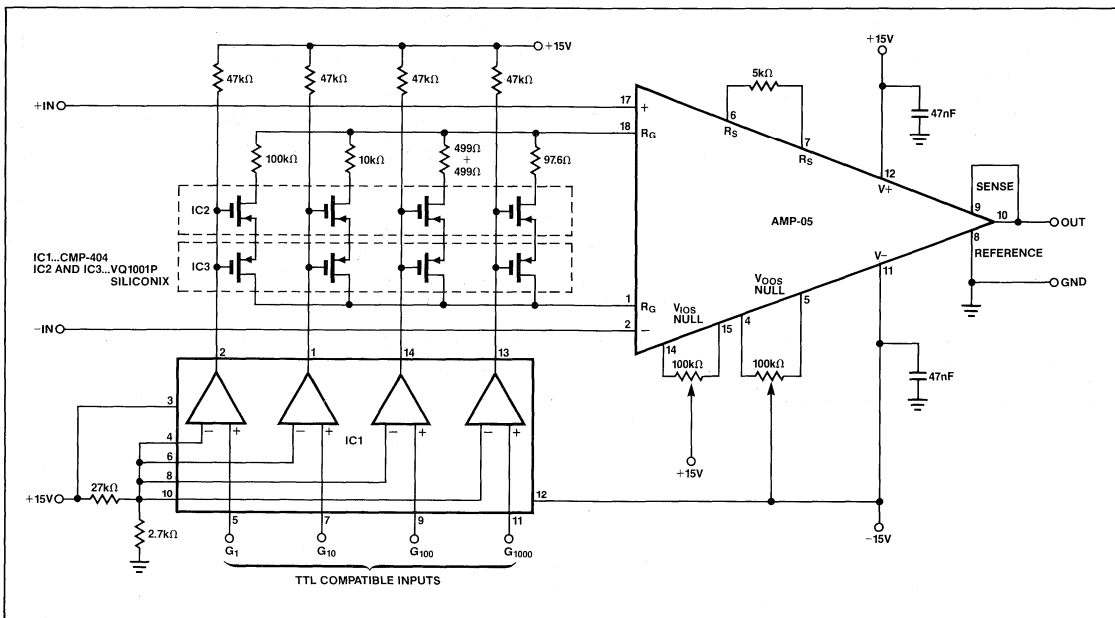 +15V
47kΩ 47kΩ 47kΩ 47kΩ
+15V
5kΩ
+IN
17
+
18
RG
6
RS
7
RS
47nF
100kΩ 10kΩ 499Ω + 499Ω 97.6Ω
12
V+
IC2
SENSE
9
10
OUT
AMP-05
8
REFERENCE
IC1...CMP-404
IC2 AND IC3...VQ1001P
SILICONIX
IC3
V-
11
GND
1
RG
VOOS
NULL
5
-IN
2
-
VIOS
NULL
15
4
14
100kΩ 100kΩ
47nF
2 1 14 13
3
- + - + - + - +
IC1
4
6
8
10
+15V
27kΩ
12
+15V
2.7kΩ
5 7 9 11
-15V
G1 G10 G100 G1000
TTL COMPATIBLE INPUTS